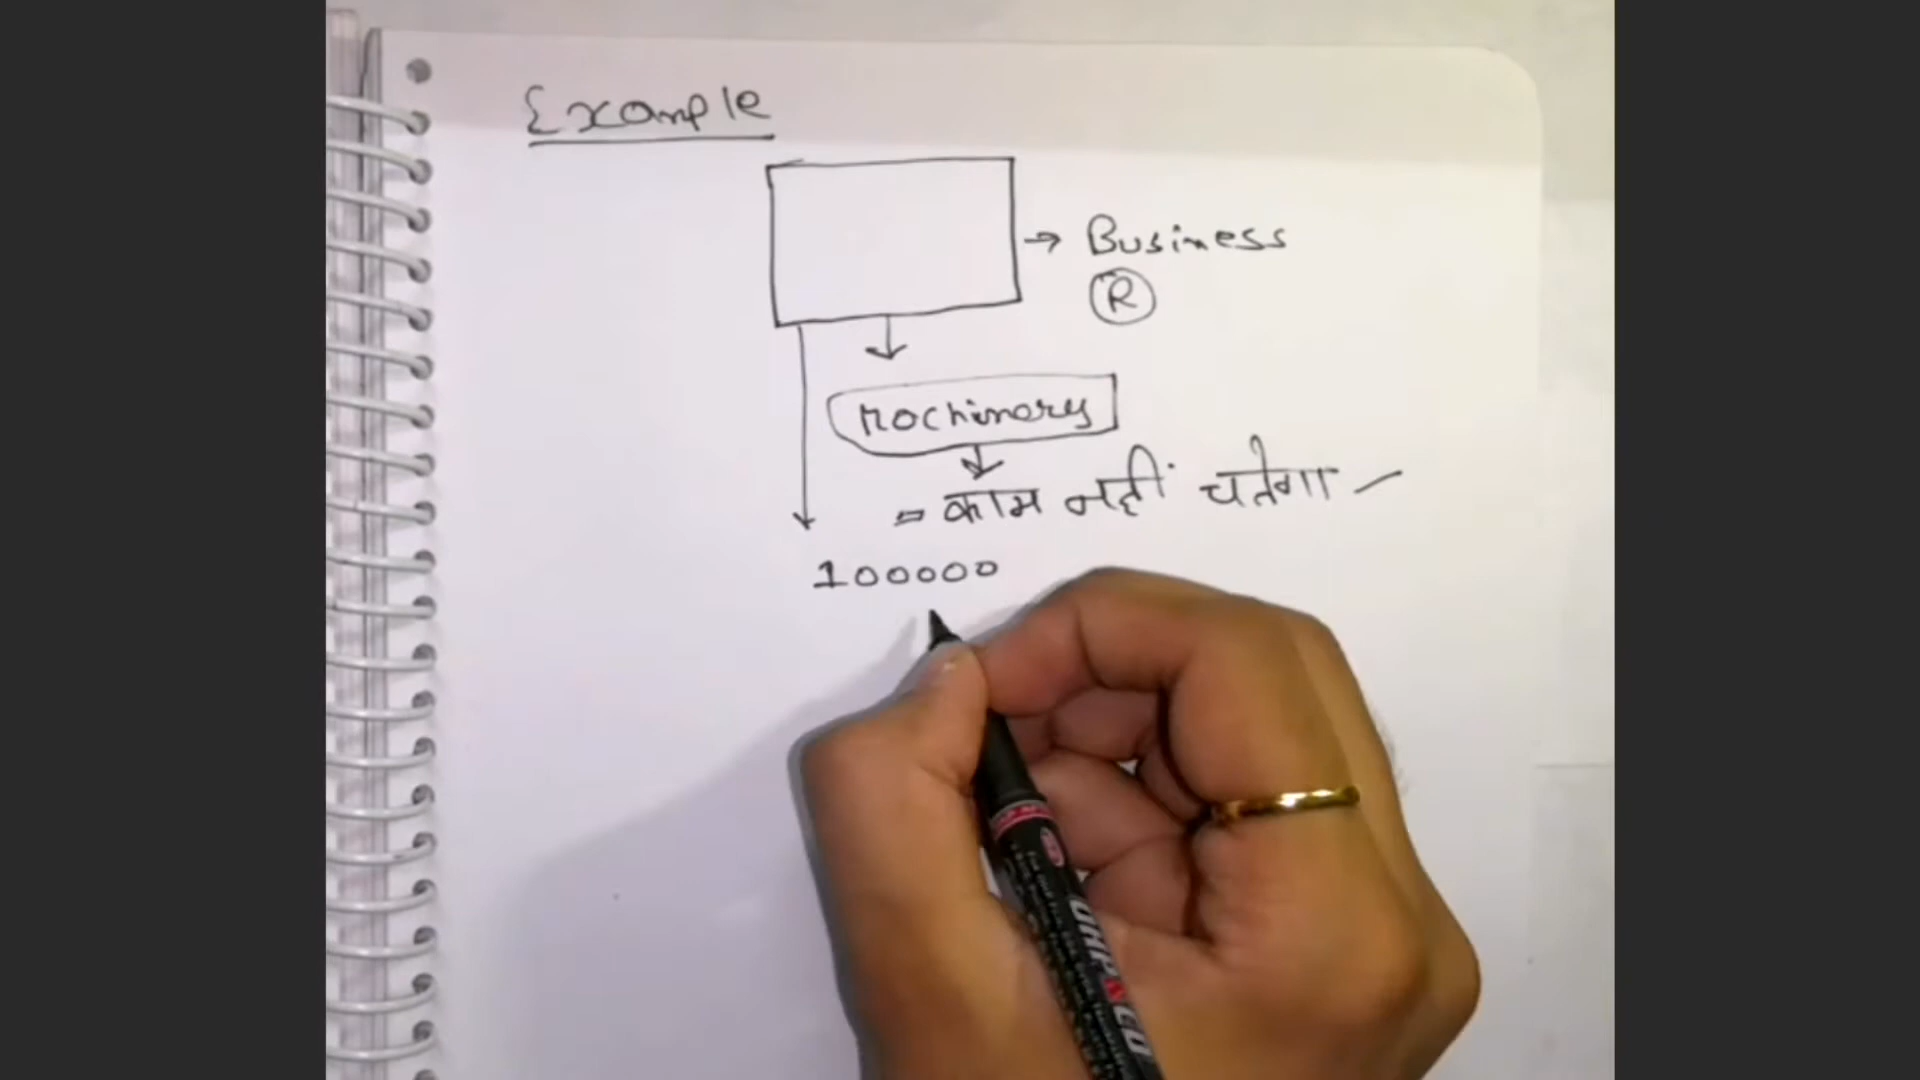 Example
→ Business
R
Machinery
= काम नहीं चलेगा -
100000